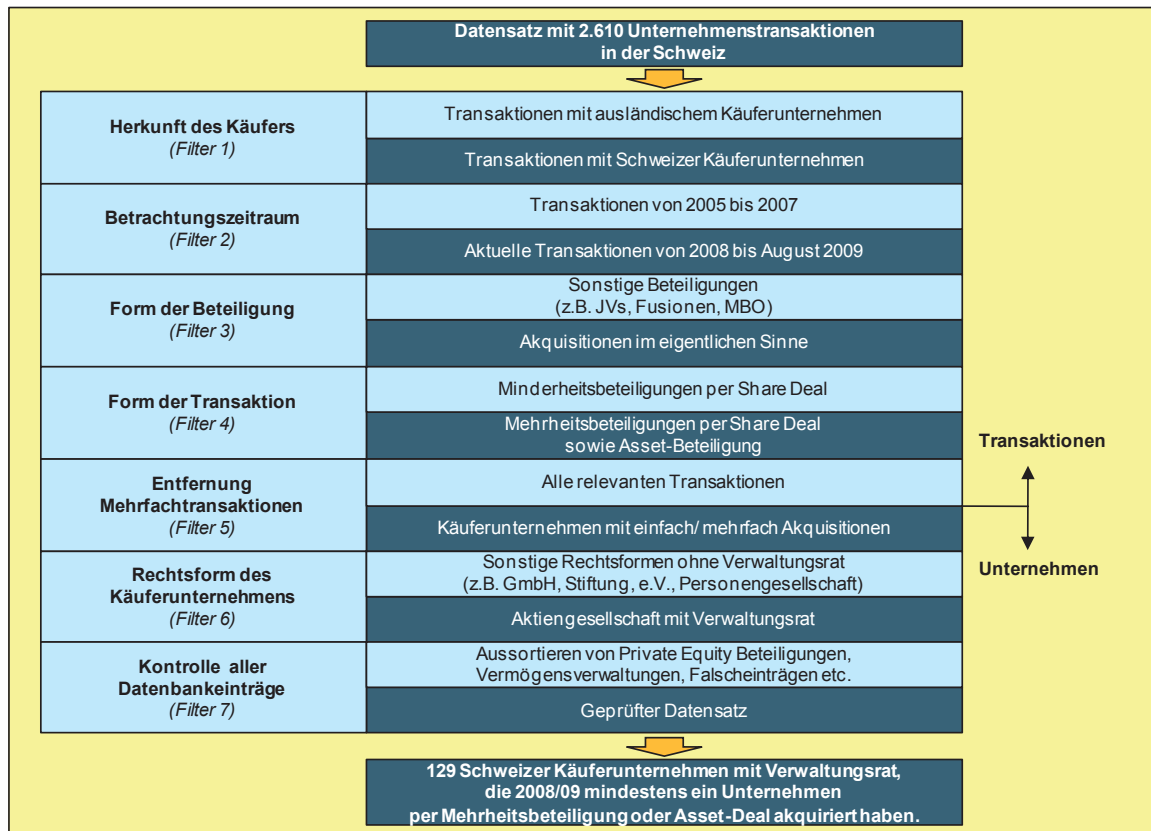 Datensatz mit 2.610 Unternehmenstransaktionen
in der Schweiz
Herkunft des Käufers
(Filter 1)
Transaktionen mit ausländischem Käuferunternehmen
Transaktionen mit Schweizer Käuferunternehmen
Betrachtungszeitraum
(Filter 2)
Transaktionen von 2005 bis 2007
Aktuelle Transaktionen von 2008 bis August 2009
Form der Beteiligung
(Filter 3)
Sonstige Beteiligungen
(z.B. JVs, Fusionen, MBO)
Akquisitionen im eigentlichen Sinne
Form der Transaktion
(Filter 4)
Minderheitsbeteiligungen per Share Deal
Mehrheitsbeteiligungen per Share Deal
sowie Asset-Beteiligung
Entfernung
Mehrfachtransaktionen
(Filter 5)
Alle relevanten Transaktionen
Käuferunternehmen mit einfach/ mehrfach Akquisitionen
Transaktionen
Unternehmen
Rechtsform des
Käuferunternehmens
(Filter 6)
Sonstige Rechtsformen ohne Verwaltungsrat
(z.B. GmbH, Stiftung, e.V., Personengesellschaft)
Aktiengesellschaft mit Verwaltungsrat
Kontrolle aller
Datenbankeinträge
(Filter 7)
Aussortieren von Private Equity Beteiligungen,
Vermögensverwaltungen, Falscheinträgen etc.
Geprüfter Datensatz
129 Schweizer Käuferunternehmen mit Verwaltungsrat,
die 2008/09 mindestens ein Unternehmen
per Mehrheitsbeteiligung oder Asset-Deal akquiriert haben.